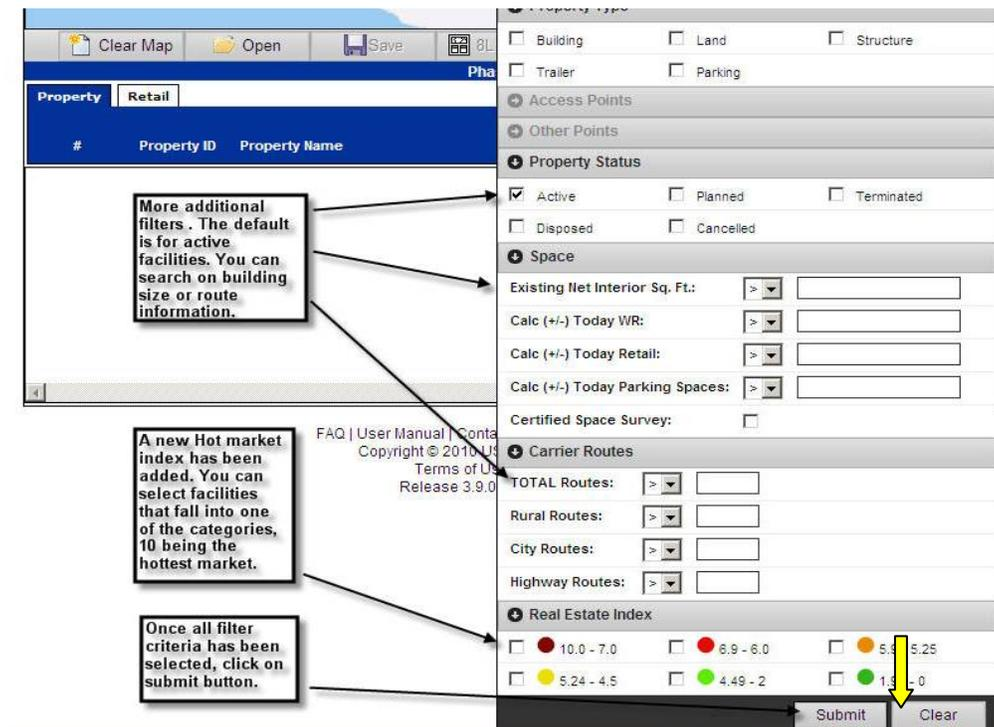 Property Type
Clear Map Open Save 8L
Building Land Structure
Pha
Trailer Parking
Property Retail
Access Points
Other Points
# Property ID Property Name
Property Status
Active Planned Terminated
Disposed Cancelled
Space
Existing Net Interior Sq. Ft.: >
Calc (+/-) Today WR: >
Calc (+/-) Today Retail: >
Calc (+/-) Today Parking Spaces: >
Certified Space Survey:
Carrier Routes
TOTAL Routes: >
Rural Routes: >
City Routes: >
Highway Routes: >
Real Estate Index
10.0 - 7.0 6.9 - 6.0 5.25
5.24 - 4.5 4.49 - 2 - 0
Submit Clear
More additional
filters . The default
is for active
facilities. You can
search on building
size or route
information.
A new Hot market
index has been
added. You can
select facilities
that fall into one
of the categories,
10 being the
hottest market.
Once all filter
criteria has been
selected, click on
submit button.
FAQ | User Manual | Conta
Copyright © 2010 US
Terms of Us
Release 3.9.0